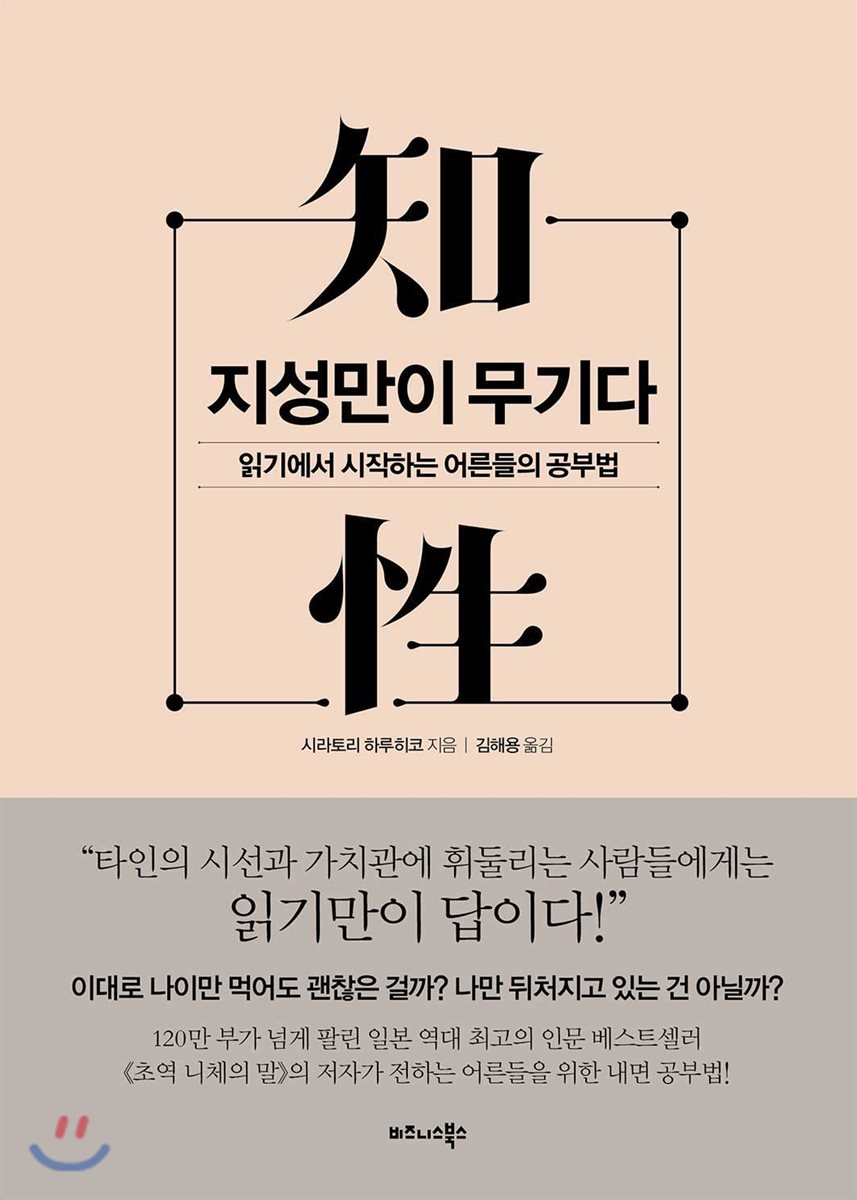 知
지성만이 무기다
읽기에서 시작하는 어른들의 공부법
性
시라토리 하루히코 지음 | 김해용 옮김
“타인의 시선과 가치관에 휘둘리는 사람들에게는
읽기만이 답이다!”
이대로 나이만 먹어도 괜찮은 걸까? 나만 뒤처지고 있는 건 아닐까?
120만 부가 넘게 팔린 일본 역대 최고의 인문 베스트셀러
《초역 니체의 말》의 저자가 전하는 어른들을 위한 내면 공부법!
비즈니스북스